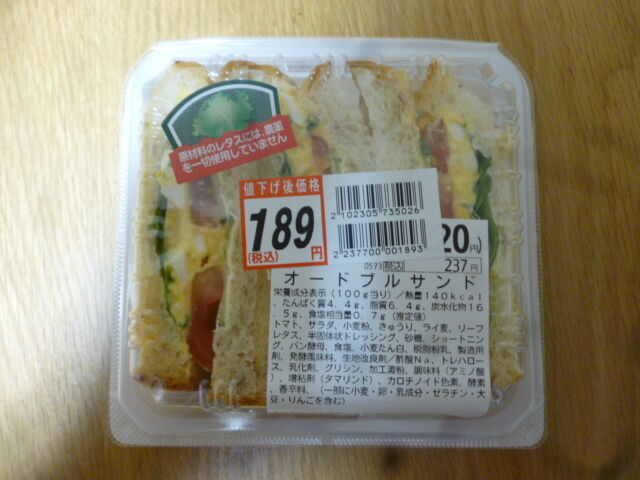 原材料のレタスには、農薬
を一切使用していません
値下げ後価格
189円
(税込)
2 102305 735026
2 237700 001893
20円
0573 税込 237円
オードブルサンド
栄養成分表示(100g当り)/熱量140kcal
、たんぱく質4.4g、脂質6.4g、炭水化物16
.5g、食塩相当量0.7g(推定値)
トマト、サラダ、小麦粉、きゅうり、ライ麦、リーフ
レタス、半固体状ドレッシング、砂糖、ショートニン
グ、パン酵母、食塩、小麦たん白、脱脂粉乳、製造用
剤、発酵風味料、生地改良剤/酢酸Na、トレハロー
ス、乳化剤、グリシン、加工澱粉、調味料(アミノ酸
)、増粘剤(タマリンド)、カロチノイド色素、酵素
、香辛料、(一部に小麦・卵・乳成分・ゼラチン・大
豆・りんごを含む)